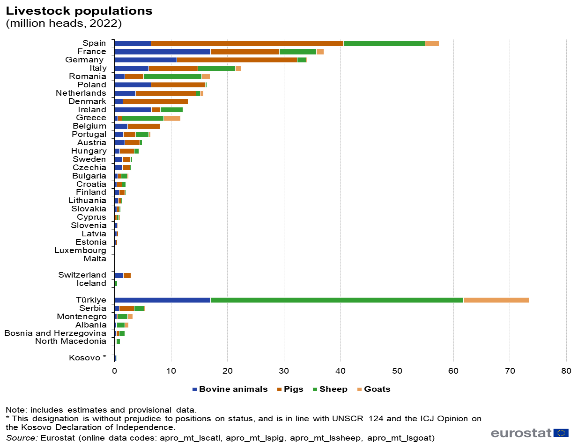 Livestock populations
(million heads, 2022)
Spain
France
Germany
Italy
Romania
Poland
Netherlands
Denmark
Ireland
Greece
Belgium
Portugal
Austria
Hungary
Sweden
Czechia
Bulgaria
Croatia
Finland
Lithuania
Slovakia
Cyprus
Slovenia
Latvia
Estonia
Luxembourg
Malta
Switzerland
Iceland
Türkiye
Serbia
Montenegro
Albania
Bosnia and Herzegovina
North Macedonia
Kosovo *
0 10 20 30 40 50 60 70 80
Bovine animals Pigs Sheep Goats
Note: includes estimates and provisional data.
* This designation is without prejudice to positions on status, and is in line with UNSCR 124 and the ICJ Opinion on
the Kosovo Declaration of Independence.
Source: Eurostat (online data codes: apro_mt_lscatl, apro_mt_lspig, apro_mt_lssheep, apro_mt_lsgoat)
eurostat